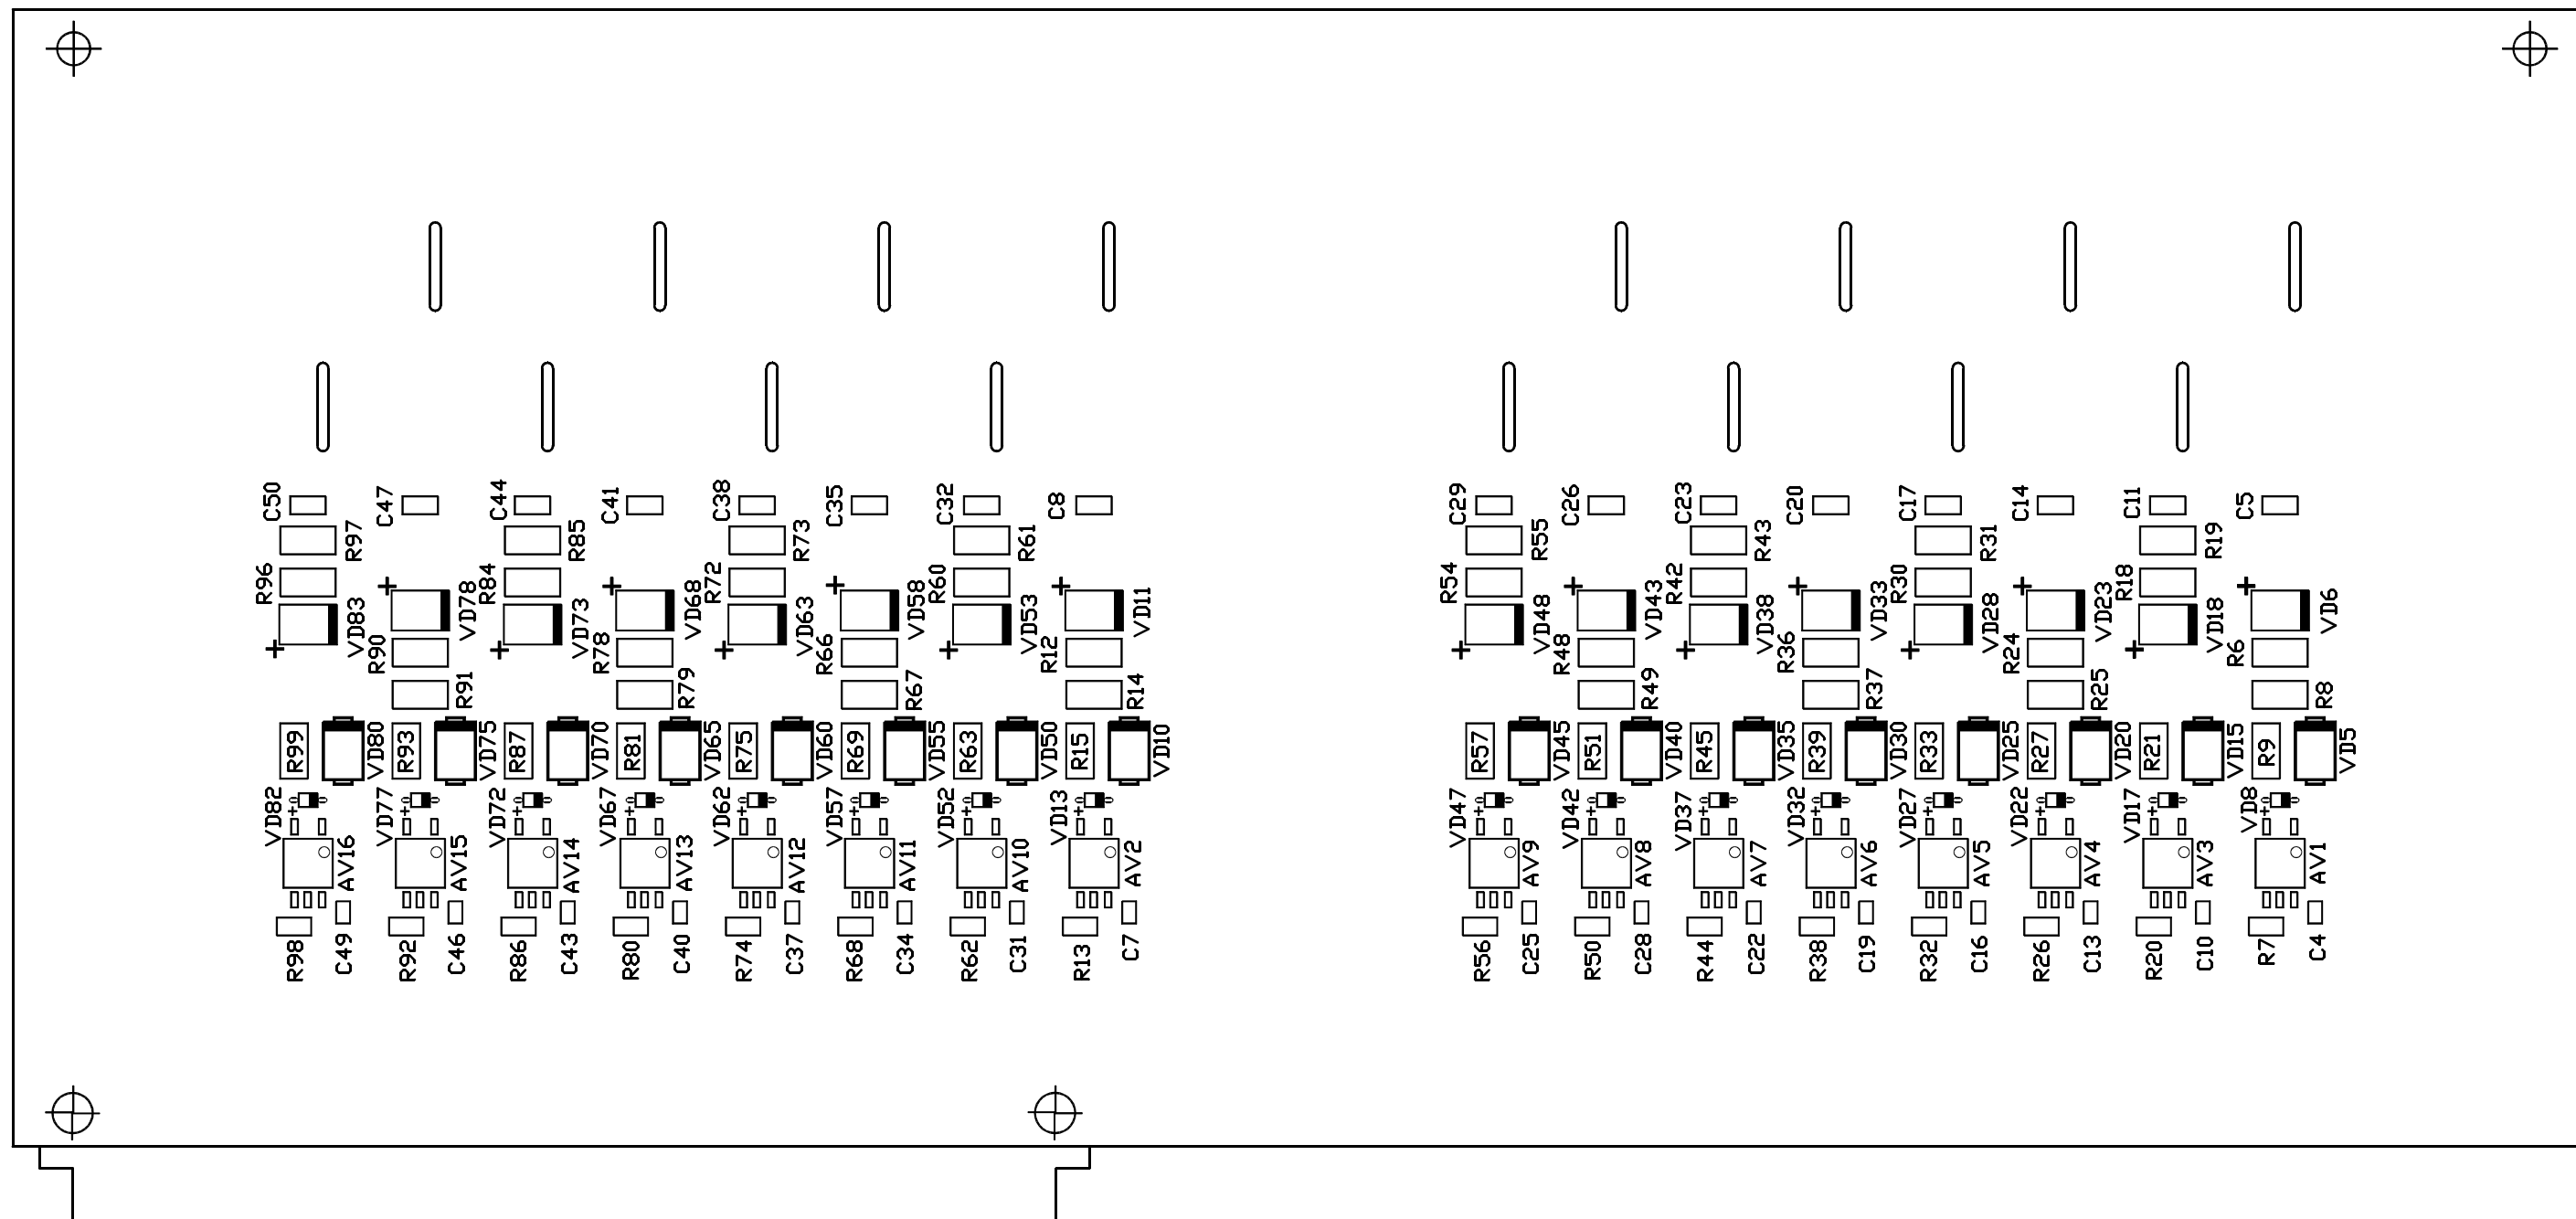 C50 C47 C44 C41 C38 C35 C32 C8 C29 C26 C23 C20 C17 C14 C11 C5
R97 R85 R73 R61 R55 R43 R31 R19
R96 R84 R72 R60 R54 R42 R30 R18
+ + + + + + + +
VD83 VD78 VD73 VD68 VD63 VD58 VD53 VD11 VD48 VD43 VD38 VD33 VD28 VD23 VD18 VD6
+ + + + + + + +
R90 R78 R66 R12 R48 R36 R24 R6
R91 R79 R67 R14 R49 R37 R25 R8
R99 VD80 R93 VD75 R87 VD70 R81 VD65 R75 VD60 R69 VD55 R63 VD50 R15 VD10 R57 VD45 R51 VD40 R45 VD35 R39 VD30 R33 VD25 R27 VD20 R21 VD15 R9 VD5
VD82 VD77 VD72 VD67 VD62 VD57 VD52 VD13 VD47 VD42 VD37 VD32 VD27 VD22 VD17 VD8
+ + + + + + + + + + + + + + + +
AV16 AV15 AV14 AV13 AV12 AV11 AV10 AV2 AV9 AV8 AV7 AV6 AV5 AV4 AV3 AV1
R98 C49 R92 C46 R86 C43 R80 C40 R74 C37 R68 C34 R62 C31 R13 C7 R56 C25 R50 C28 R44 C22 R38 C19 R32 C16 R26 C13 R20 C10 R7 C4